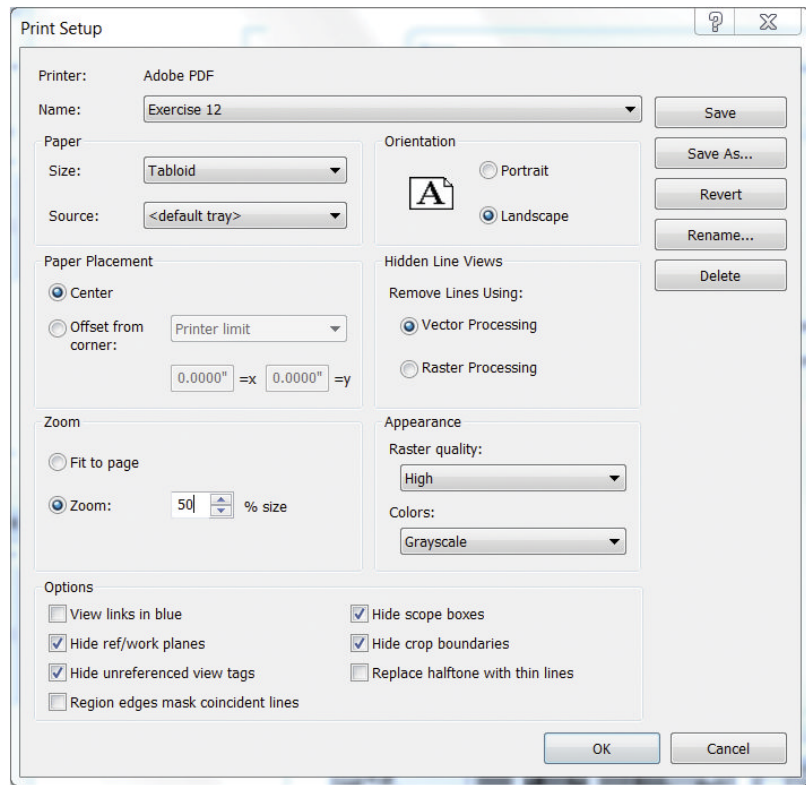 Print Setup
Printer: Adobe PDF
Name: Exercise 12
Save
Save As...
Revert
Rename...
Delete
Paper
Size: Tabloid
Source: <default tray>
Orientation
A
Portrait
Landscape
Paper Placement
Center
Offset from
corner:
Printer limit
0.0000" =x 0.0000" =y
Hidden Line Views
Remove Lines Using:
Vector Processing
Raster Processing
Zoom
Fit to page
Zoom: 50 % size
Appearance
Raster quality:
High
Colors:
Grayscale
Options
View links in blue
Hide ref/work planes
Hide unreferenced view tags
Region edges mask coincident lines
Hide scope boxes
Hide crop boundaries
Replace halftone with thin lines
OK
Cancel